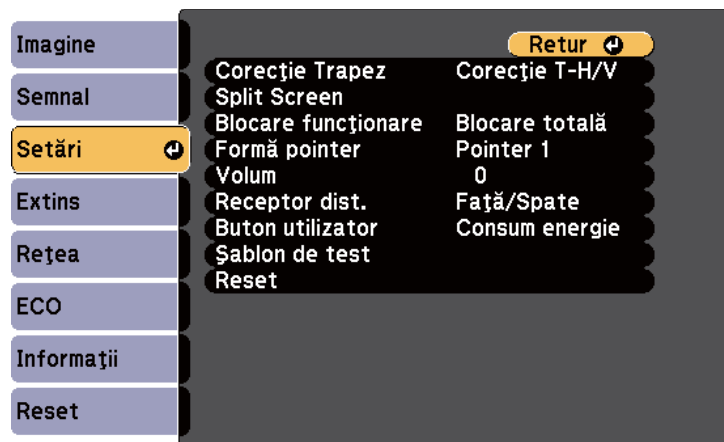 Imagine
Semnal
Setări
Extins
Reţea
ECO
Informaţii
Reset
Retur
Corecţie Trapez Corecţie T-H/V
Split Screen
Blocare funcţionare Blocare totală
Formă pointer Pointer 1
Volum 0
Receptor dist. Faţă/Spate
Buton utilizator Consum energie
Şablon de test
Reset